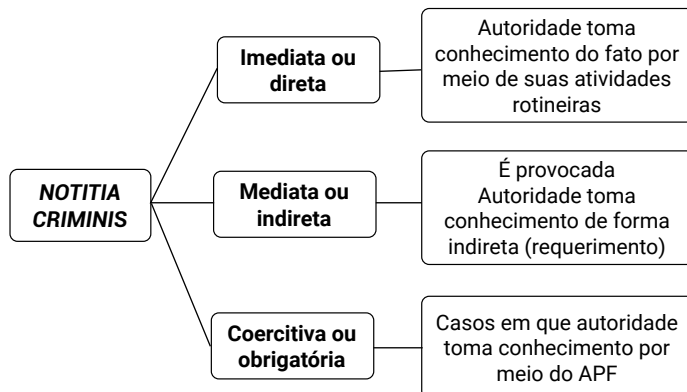 NOTITIA
CRIMINIS
Imediata ou
direta
Autoridade toma
conhecimento do fato por
meio de suas atividades
rotineiras
Mediata ou
indireta
É provocada
Autoridade toma
conhecimento de forma
indireta (requerimento)
Coercitiva ou
obrigatória
Casos em que autoridade
toma conhecimento por
meio do APF